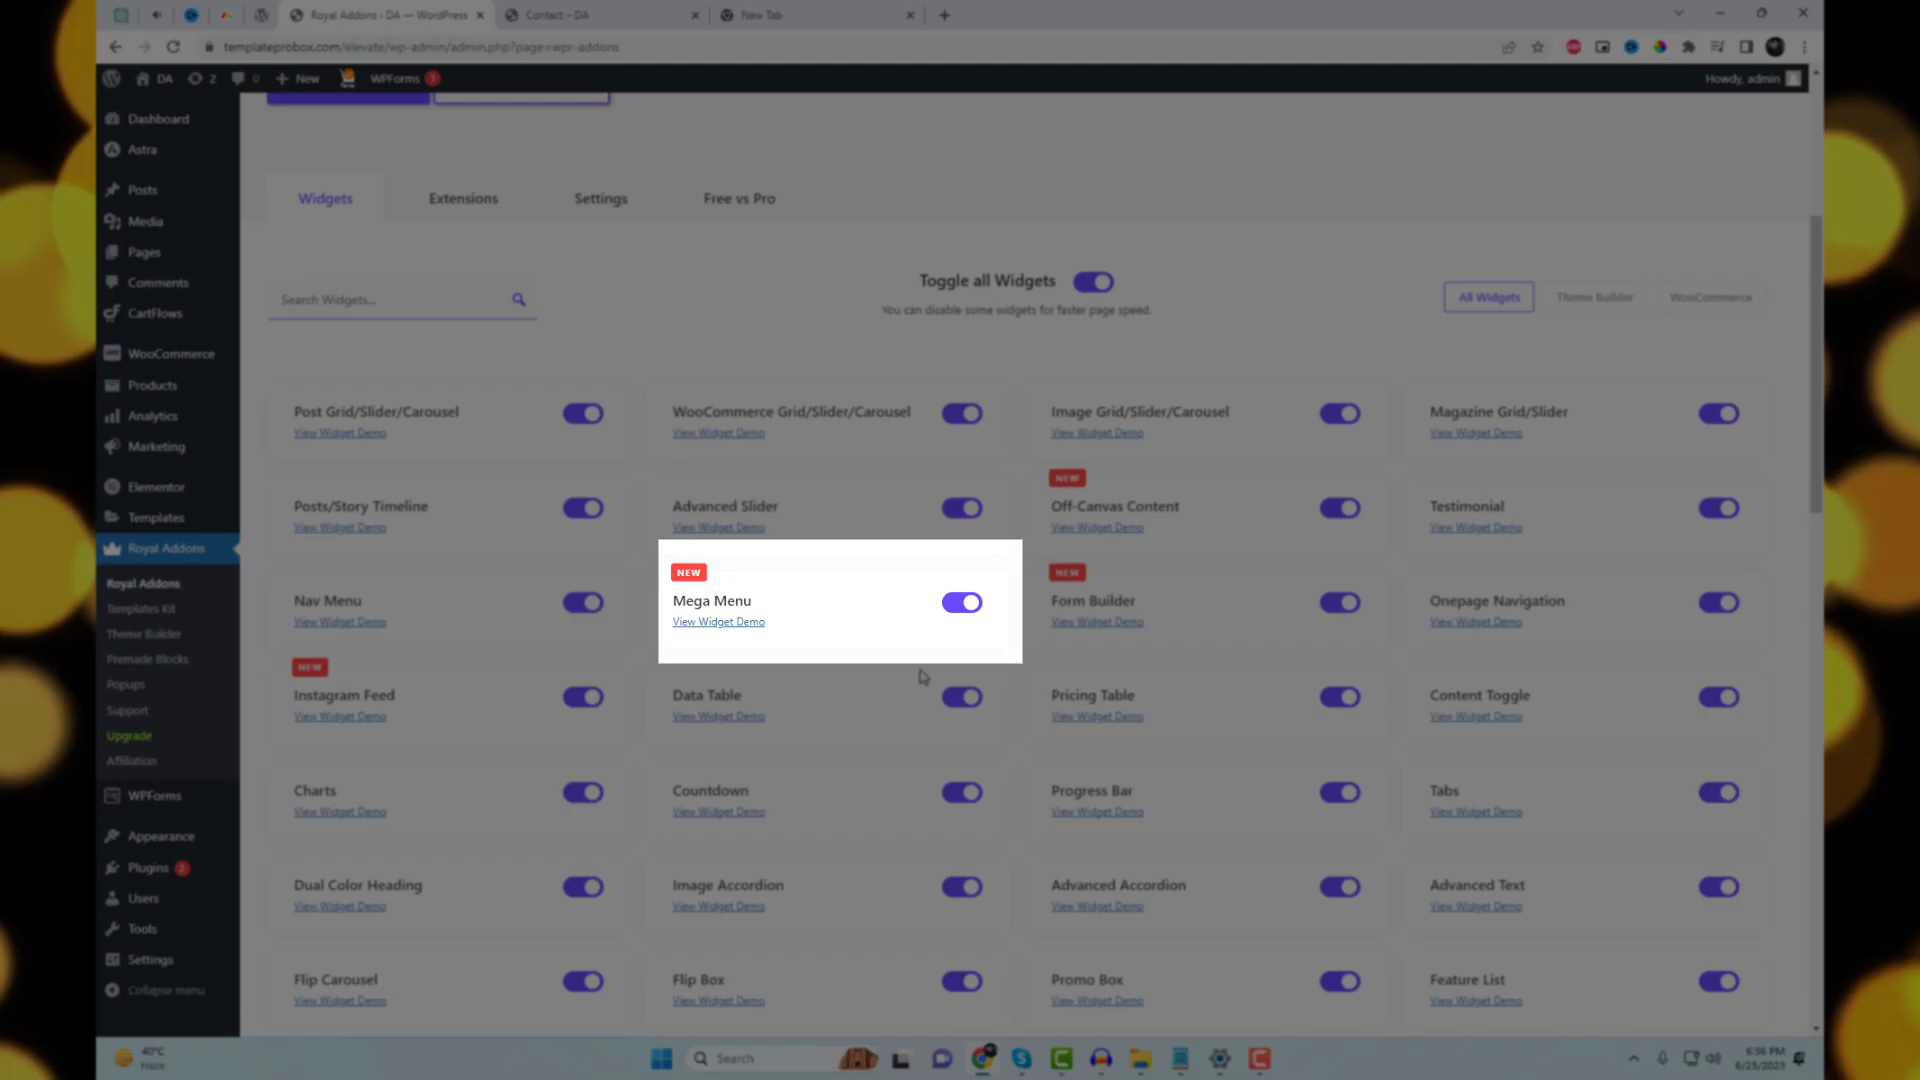 Royal Addons ‹ DA — WordPress
Contact – DA
New Tab
templateprobox.com/elevate/wp-admin/admin.php?page=wpr-addons
DA
2
0
New
WPForms
1
Howdy, admin
Dashboard
Astra
Posts
Media
Pages
Comments
CartFlows
WooCommerce
Products
Analytics
Marketing
Elementor
Templates
Royal Addons
Royal Addons
Templates Kit
Theme Builder
Premade Blocks
Popups
Support
Upgrade
Affiliation
WPForms
Appearance
Plugins 2
Users
Tools
Settings
Collapse menu
Widgets
Extensions
Settings
Free vs Pro
Search Widgets...
Toggle all Widgets
You can disable some widgets for faster page speed.
All Widgets
Theme Builder
WooCommerce
Post Grid/Slider/Carousel
View Widget Demo
WooCommerce Grid/Slider/Carousel
View Widget Demo
Image Grid/Slider/Carousel
View Widget Demo
Magazine Grid/Slider
View Widget Demo
Posts/Story Timeline
View Widget Demo
Advanced Slider
View Widget Demo
NEW
Off-Canvas Content
View Widget Demo
Testimonial
View Widget Demo
Nav Menu
View Widget Demo
NEW
Mega Menu
View Widget Demo
NEW
Form Builder
View Widget Demo
Onepage Navigation
View Widget Demo
NEW
Instagram Feed
View Widget Demo
Data Table
View Widget Demo
Pricing Table
View Widget Demo
Content Toggle
View Widget Demo
Charts
View Widget Demo
Countdown
View Widget Demo
Progress Bar
View Widget Demo
Tabs
View Widget Demo
Dual Color Heading
View Widget Demo
Image Accordion
View Widget Demo
Advanced Accordion
View Widget Demo
Advanced Text
View Widget Demo
Flip Carousel
View Widget Demo
Flip Box
View Widget Demo
Promo Box
View Widget Demo
Feature List
View Widget Demo
40°C
Haze
Search
6:56 PM
6/25/2023